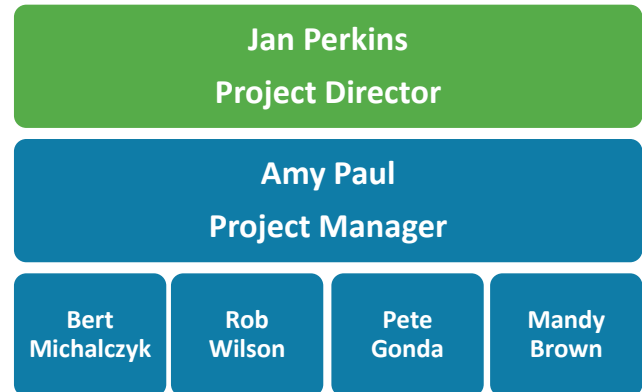 Jan Perkins
Project Director
Amy Paul
Project Manager
Bert
Michalczyk
Rob
Wilson
Pete
Gonda
Mandy
Brown